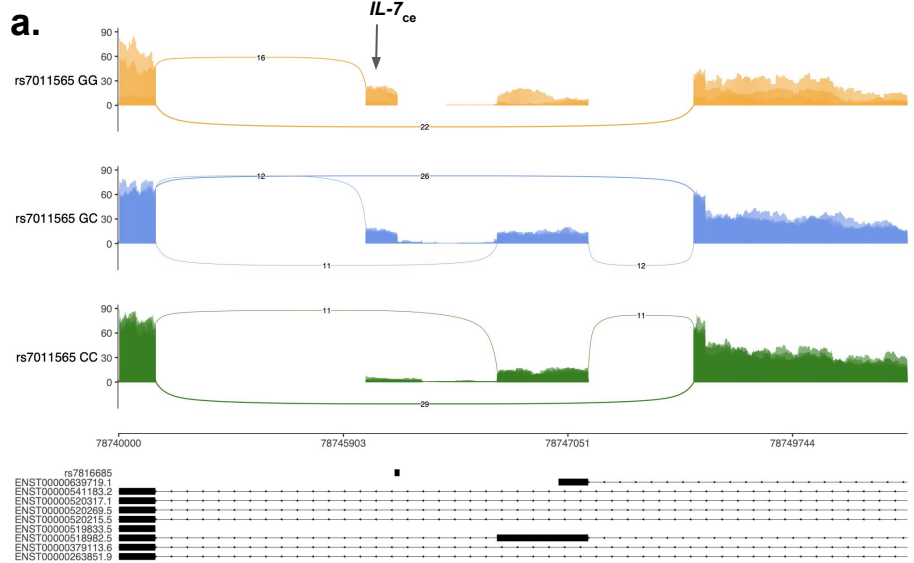 a.
IL-7ce
90
60
30
0
rs7011565 GG
16
22
90
60
30
0
rs7011565 GC
12
26
11
12
90
60
30
0
rs7011565 CC
11
11
29
78740000 78745903 78747051 78749744
rs7816685
ENST00000639719.1
ENST00000541183.2
ENST00000520317.1
ENST00000520269.5
ENST00000520215.5
ENST00000519833.5
ENST00000518982.5
ENST00000379113.6
ENST00000263851.9